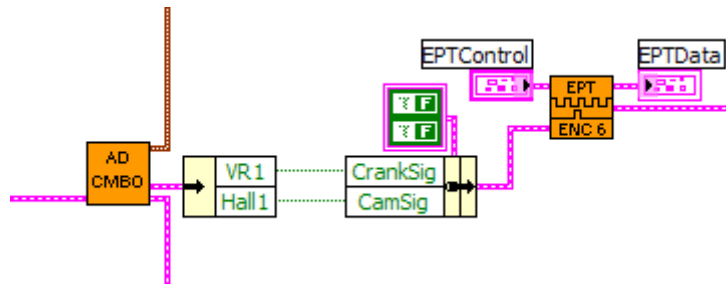 EPTControl
EPTData
EPT
ENC 6
F
F
AD
CMBO
VR1
CrankSig
Hall1
CamSig